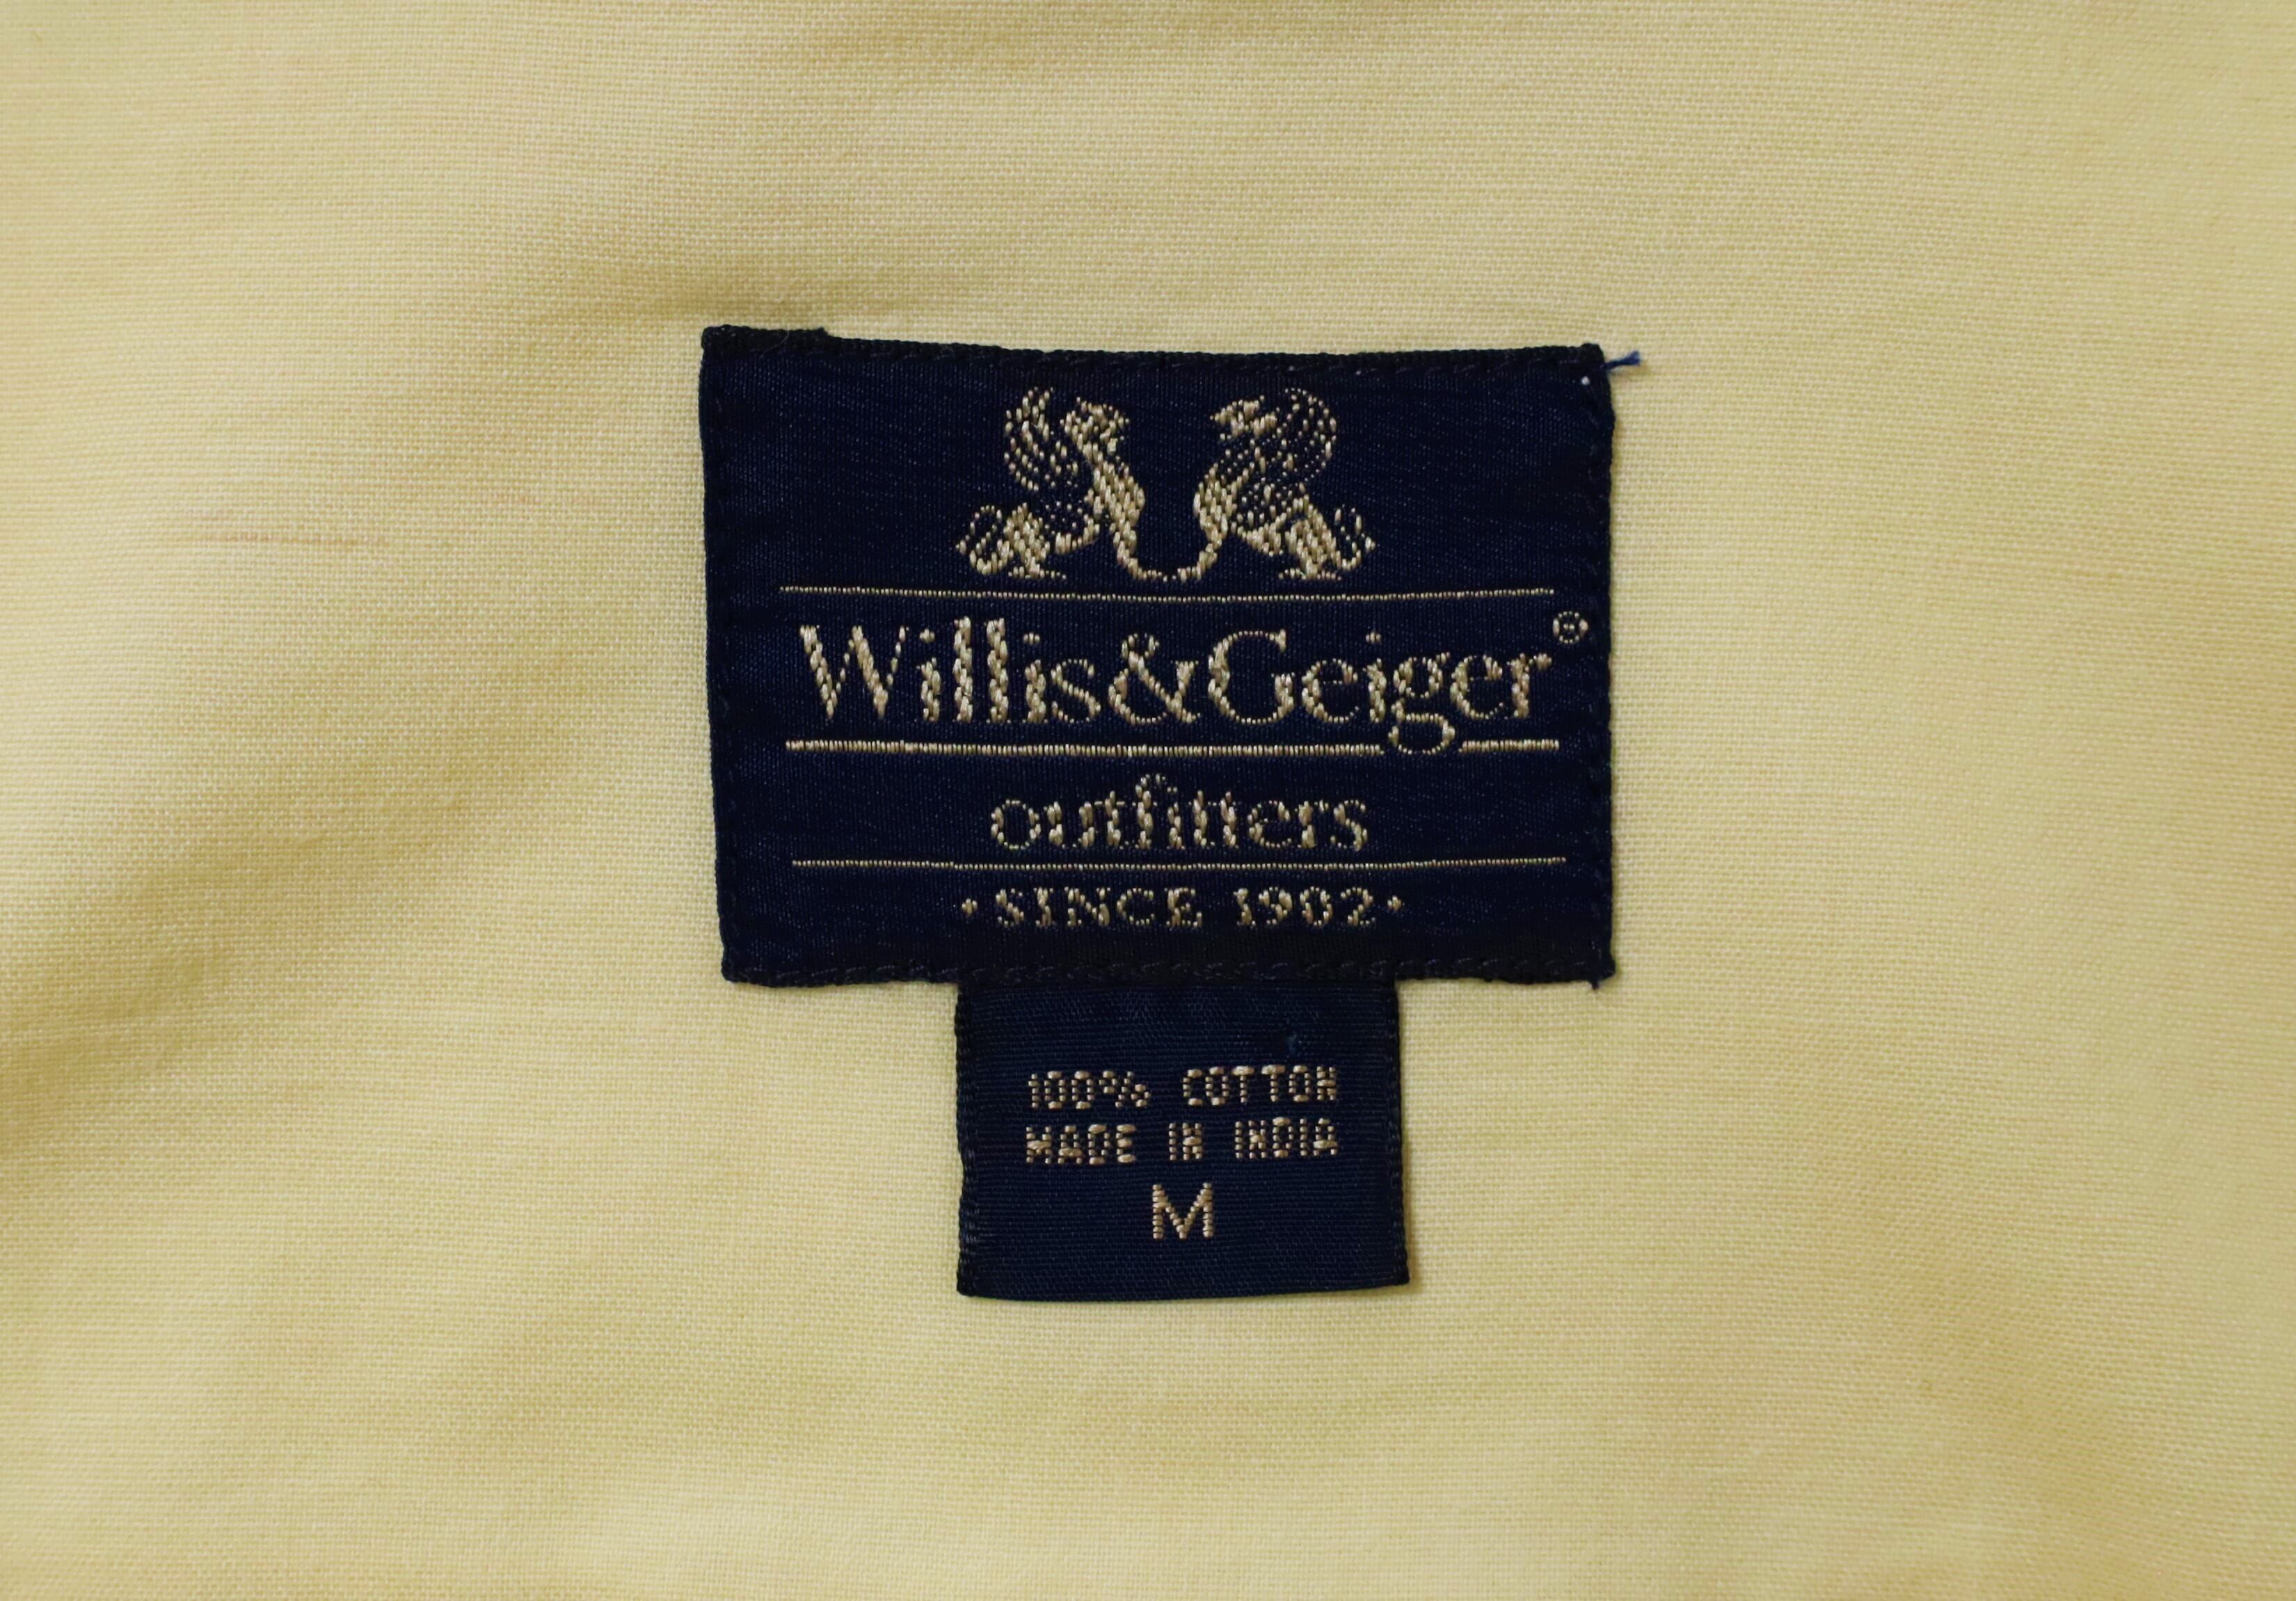 Willis&Geiger®
outfitters
·SINCE 1902·
100% COTTON
MADE IN INDIA
M